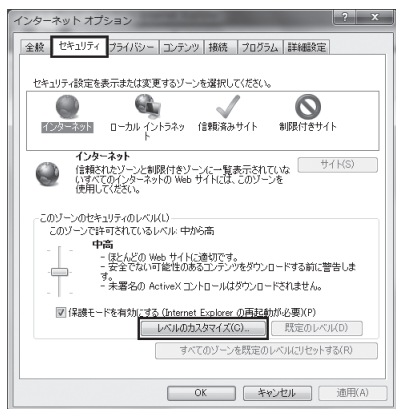 インターネット オプション
全般 セキュリティ プライバシー コンテンツ 接続 プログラム 詳細設定
セキュリティ設定を表示または変更するゾーンを選択してください。
インターネット ローカル イントラネット 信頼済みサイト 制限付きサイト
インターネット
信頼されたゾーンと制限付きゾーンに一覧表示されていな
いすべてのインターネットの Web サイトには、このゾーンを
使用してください。
サイト(S)
このゾーンのセキュリティのレベル(L)
このゾーンで許可されているレベル: 中から高
中高
- ほとんどの Web サイトに適切です。
- 安全でない可能性のあるコンテンツをダウンロードする前に警告しま
す。
- 未署名の ActiveX コントロールはダウンロードされません。
保護モードを有効にする (Internet Explorer の再起動が必要)(P)
レベルのカスタマイズ(C)... 既定のレベル(D)
すべてのゾーンを既定のレベルにリセットする(R)
OK キャンセル 適用(A)